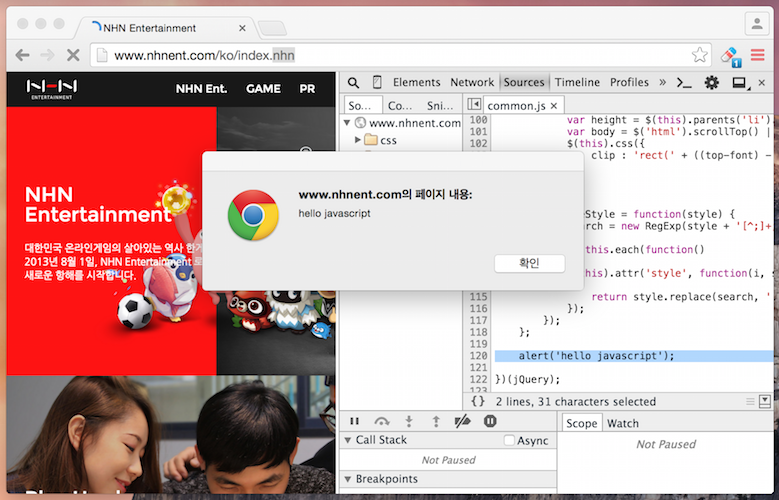 NHN Entertainment
www.nhnent.com/ko/index.nhn
1
NHN
ENTERTAINMENT
NHN Ent.
GAME
PR
NHN
Entertainment
대한민국 온라인게임의 살아있는 역사 한게
2013년 8월 1일, NHN Entertainment 로
새로운 항해를 시작합니다.
Elements Network Sources Timeline Profiles »
So... Co... Sni...
common.js
www.nhnent.com
css
100 var height = $(this).parents('li')
101 var body = $('html').scrollTop() |
102 $(this).css({
clip : 'rect(' + ((top-font) -
Style = function(style) {
arch = new RegExp(style + '[^;]+
this.each(function()
his).attr('style', function(i, s
115 return style.replace(search, '
116 });
117 });
118 };
119
120 alert('hello javascript');
121
122 })(jQuery);
123
www.nhnent.com의 페이지 내용:
hello javascript
확인
{} 2 lines, 31 characters selected
Call Stack
Async
Not Paused
Breakpoints
Scope Watch
Not Paused